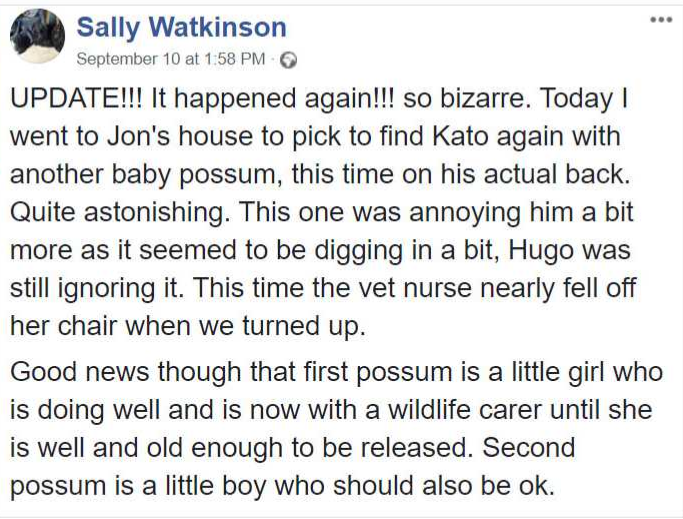 Sally Watkinson
September 10 at 1:58 PM ·
UPDATE!!! It happened again!!! so bizarre. Today I
went to Jon's house to pick to find Kato again with
another baby possum, this time on his actual back.
Quite astonishing. This one was annoying him a bit
more as it seemed to be digging in a bit, Hugo was
still ignoring it. This time the vet nurse nearly fell off
her chair when we turned up.
Good news though that first possum is a little girl who
is doing well and is now with a wildlife carer until she
is well and old enough to be released. Second
possum is a little boy who should also be ok.